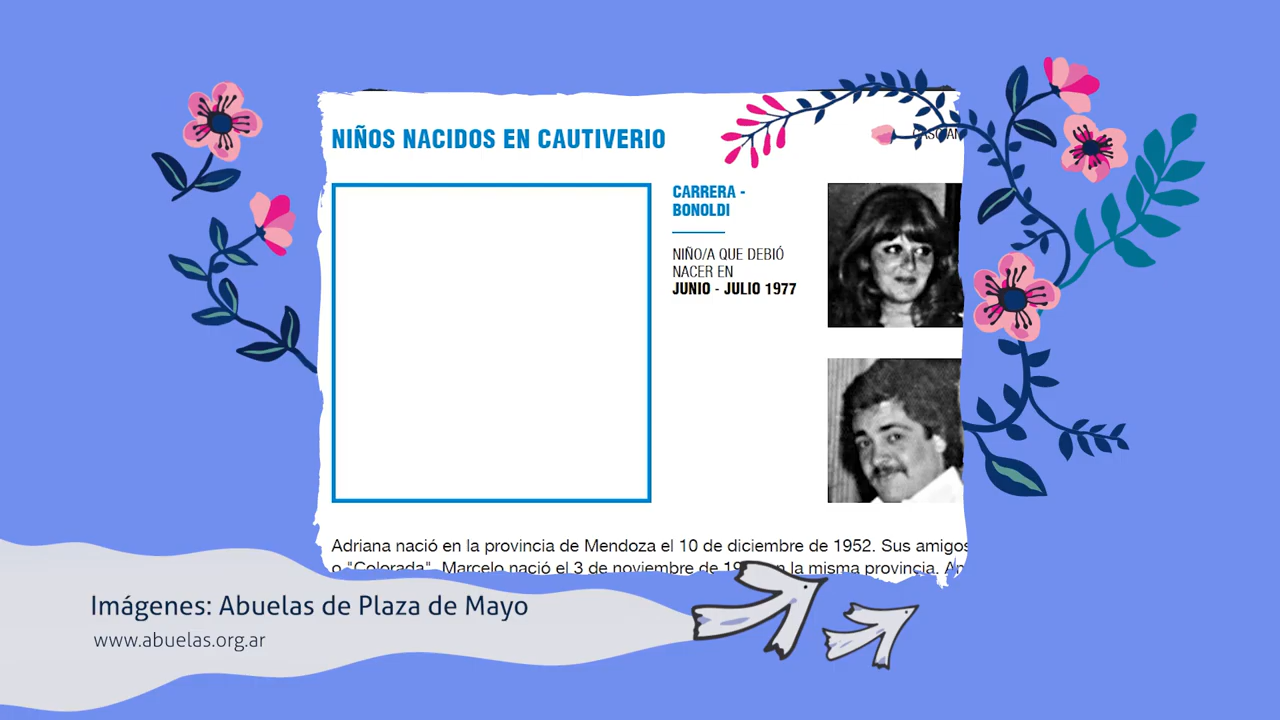 NIÑOS NACIDOS EN CAUTIVERIO
CARRERA -
BONOLDI
NIÑO/A QUE DEBIÓ
NACER EN
JUNIO - JULIO 1977
Adriana nació en la provincia de Mendoza el 10 de diciembre de 1952. Sus amigos
o "Colorada". Marcelo nació el 3 de noviembre de la misma provincia.
Imágenes: Abuelas de Plaza de Mayo
www.abuelas.org.ar